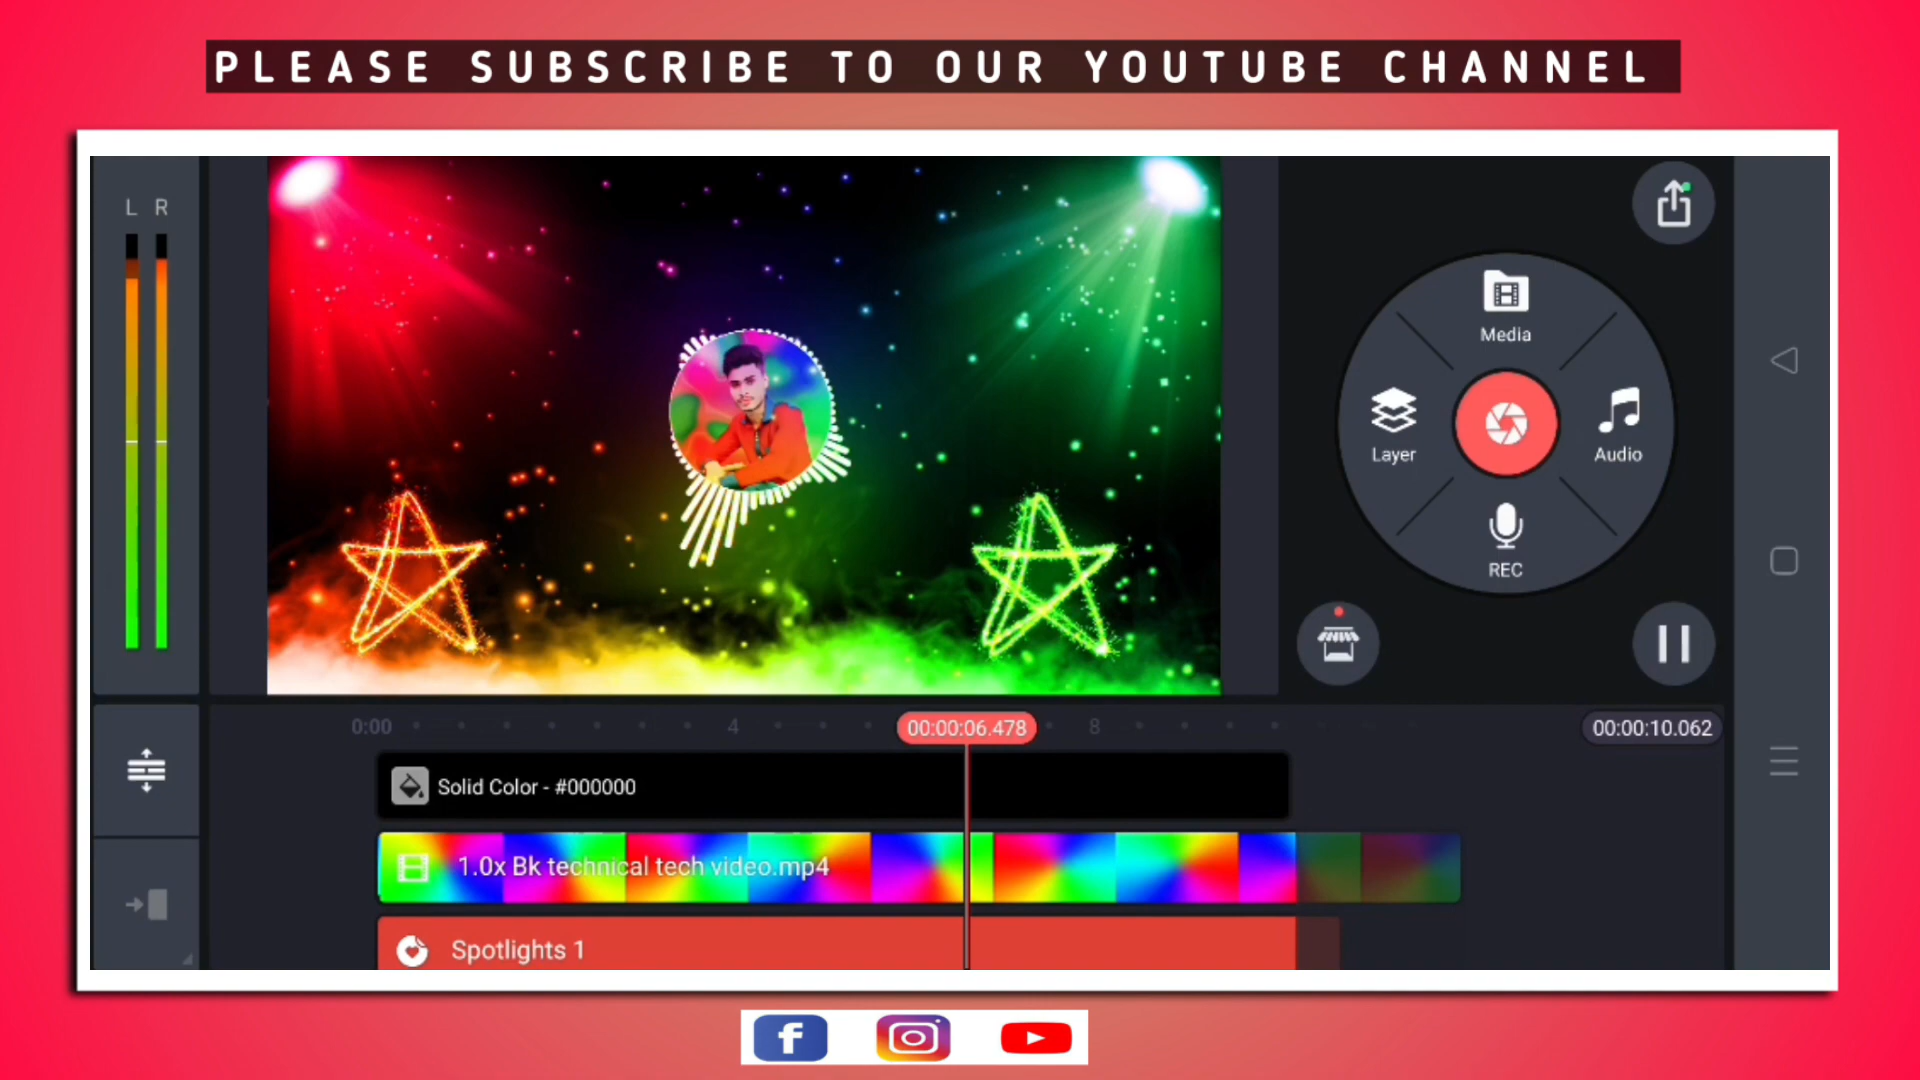 PLEASE SUBSCRIBE TO OUR YOUTUBE CHANNEL
L R
Media
Layer
Audio
REC
0:00
4
00:00:06.478
8
00:00:10.062
Solid Color - #000000
1.0x Bk technical tech video.mp4
Spotlights 1